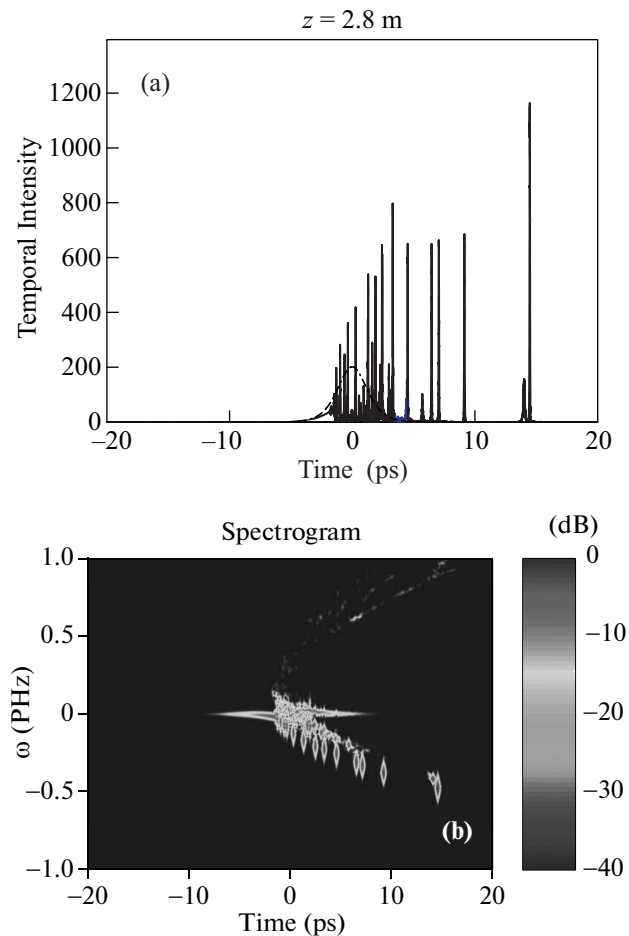 z = 2.8 m
(a)
Temporal Intensity
1200
1000
800
600
400
200
0
−20 −10 0 10 20
Time (ps)
Spectrogram
(dB)
ω (PHz)
1.0
0.5
0
−0.5
−1.0
(b)
−20 −10 0 10 20
Time (ps)
0
−10
−20
−30
−40